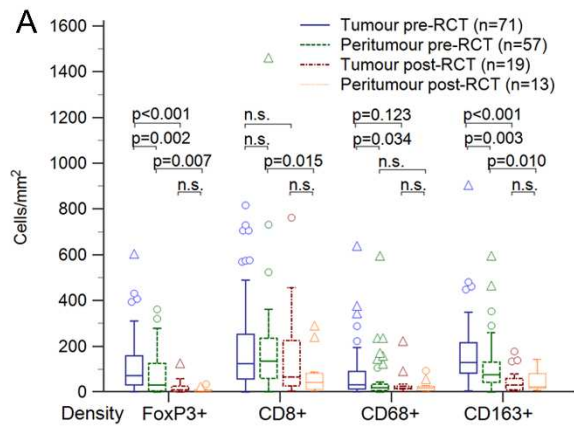 A
Tumour pre-RCT (n=71)
Peritumour pre-RCT (n=57)
Tumour post-RCT (n=19)
Peritumour post-RCT (n=13)
Cells/mm²
1600
1400
1200
1000
800
600
400
200
0
p<0.001
p=0.002
p=0.007
n.s.
n.s.
n.s.
p=0.015
n.s.
p=0.123
p=0.034
n.s.
n.s.
p<0.001
p=0.003
p=0.010
n.s.
Density FoxP3+ CD8+ CD68+ CD163+